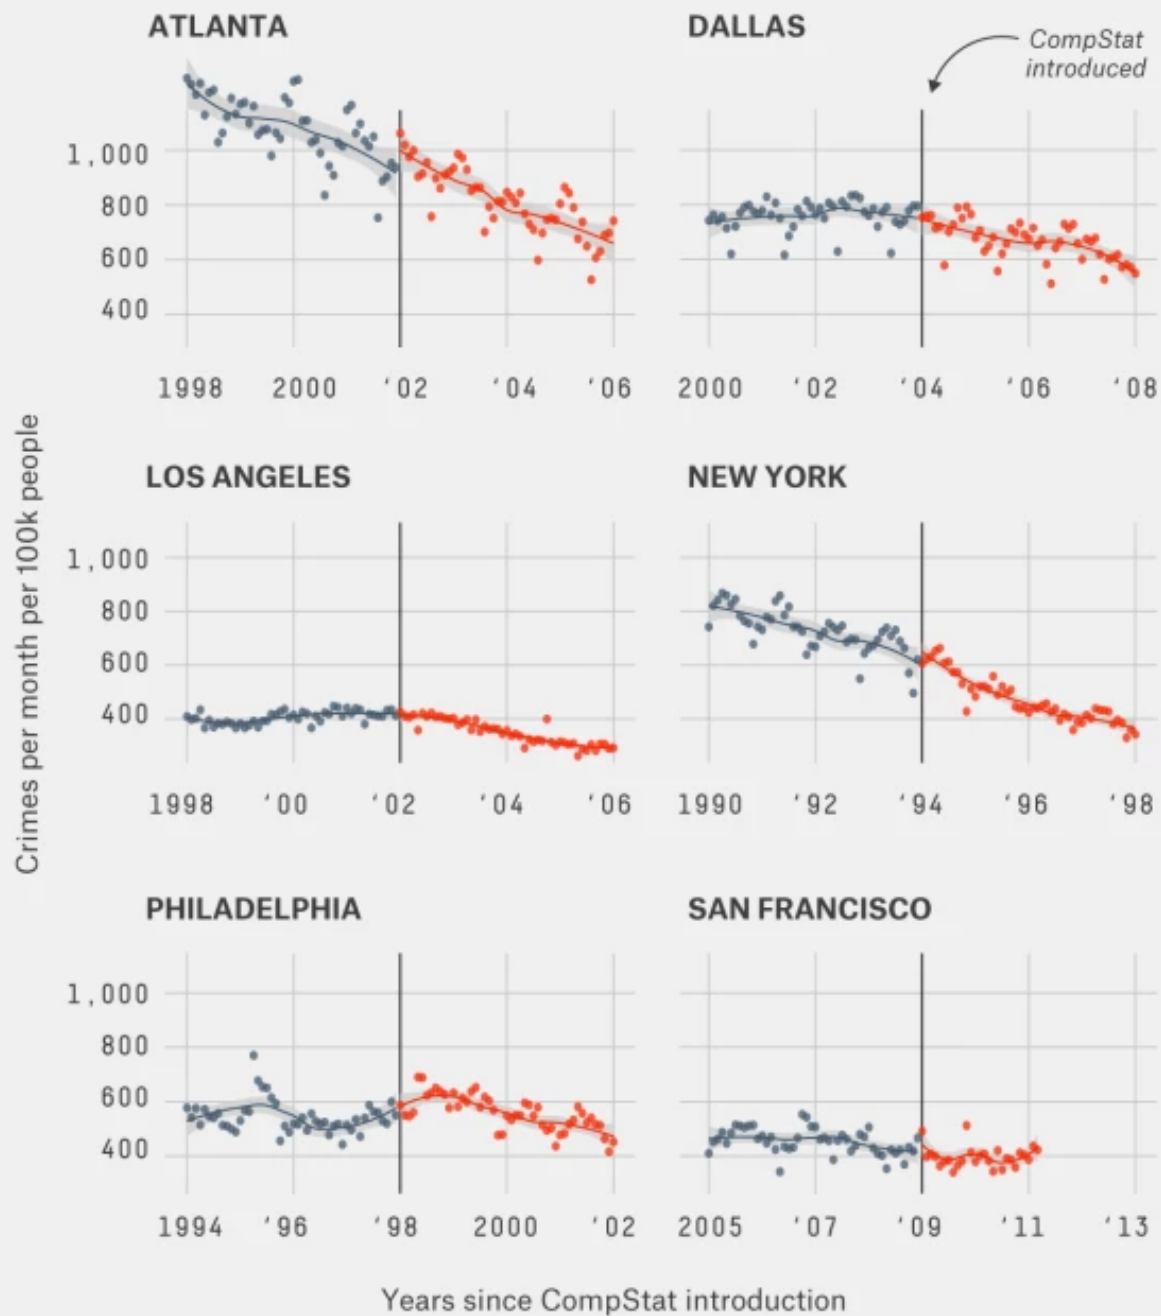 ATLANTA
DALLAS
CompStat
introduced
1,000
800
600
400
1998 2000 ‘02 ‘04 ‘06
2000 ‘02 ‘04 ‘06 ‘08
Crimes per month per 100k people
LOS ANGELES
NEW YORK
1,000
800
600
400
1998 ‘00 ‘02 ‘04 ‘06
1990 ‘92 ‘94 ‘96 ‘98
PHILADELPHIA
SAN FRANCISCO
1,000
800
600
400
1994 ‘96 ‘98 2000 ‘02
2005 ‘07 ‘09 ‘11 ‘13
Years since CompStat introduction